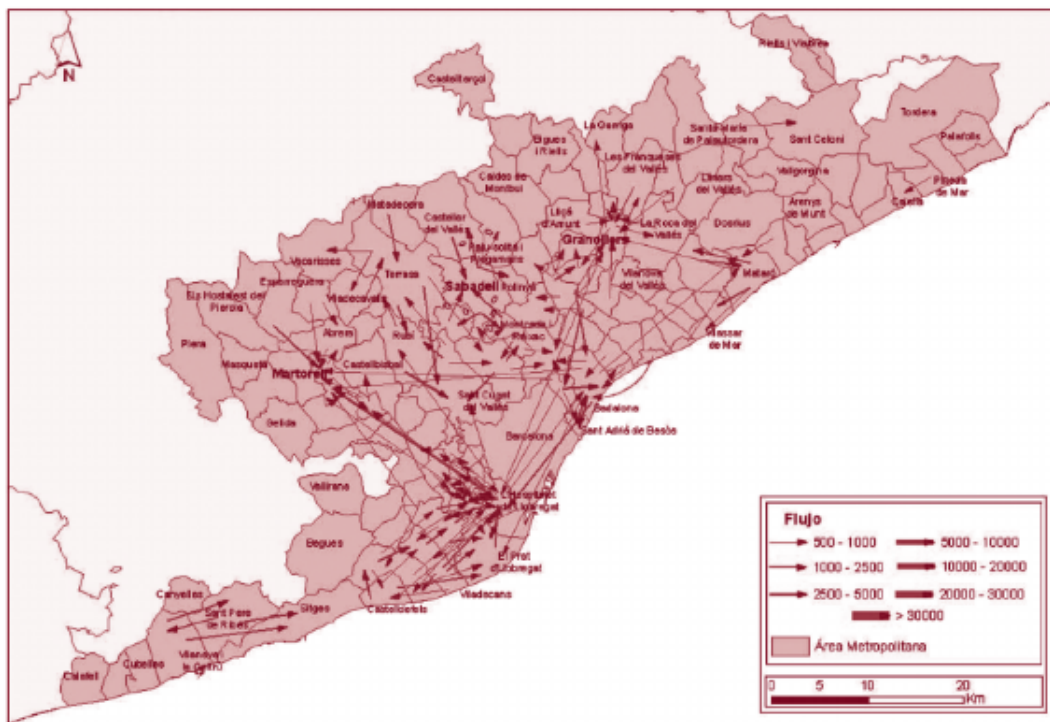 N
Castellterçol
Riells i Viabrea
Tordera
Palafolls
La Garriga
Santa Maria
de Palautordera
Sant Celoni
Bigues
i Riells
Les Franqueses
del Vallès
Caldes de
Montbui
Llinars
del Vallès
Vallgorgina
Pineda
de Mar
Calella
Matadepera
Castellar
del Vallès
Lliçà
d'Amunt
La Roca del
Vallès
Dosrius
Arenys
de Munt
Granollers
Palau-solità i
Plegamans
Vacarisses
Terrassa
Sabadell
Polinyà
Vilanova
del Vallès
Mataró
Esparreguera
Viladecavalls
Els Hostalets de
Pierola
Abrera
Rubí
Montcada
i Reixac
Vilassar
de Mar
Piera
Masquefa
Martorell
Castellbisbal
Sant Cugat
del Vallès
Gelida
Badalona
Barcelona
Sant Adrià de Besòs
Vallirana
L'Hospitalet
de Llobregat
Begues
El Prat
de Llobregat
Viladecans
Castelldefels
Canyelles
Sant Pere
de Ribes
Sitges
Vilanova i
la Geltrú
Cubelles
Calafell
Flujo
500 - 1000
5000 - 10000
1000 - 2500
10000 - 20000
2500 - 5000
20000 - 30000
> 30000
Área Metropolitana
0 5 10 20
Km